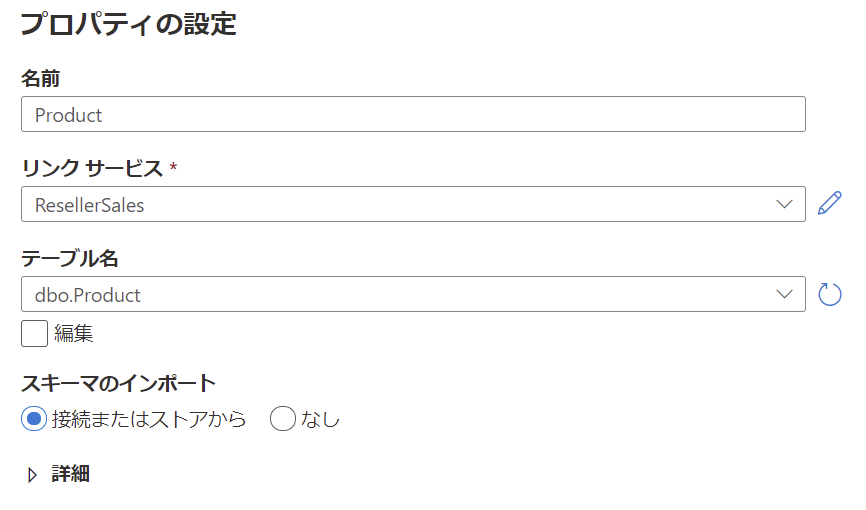 プロパティの設定
名前
Product
リンク サービス *
ResellerSales
テーブル名
dbo.Product
編集
スキーマのインポート
接続またはストアから なし
詳細